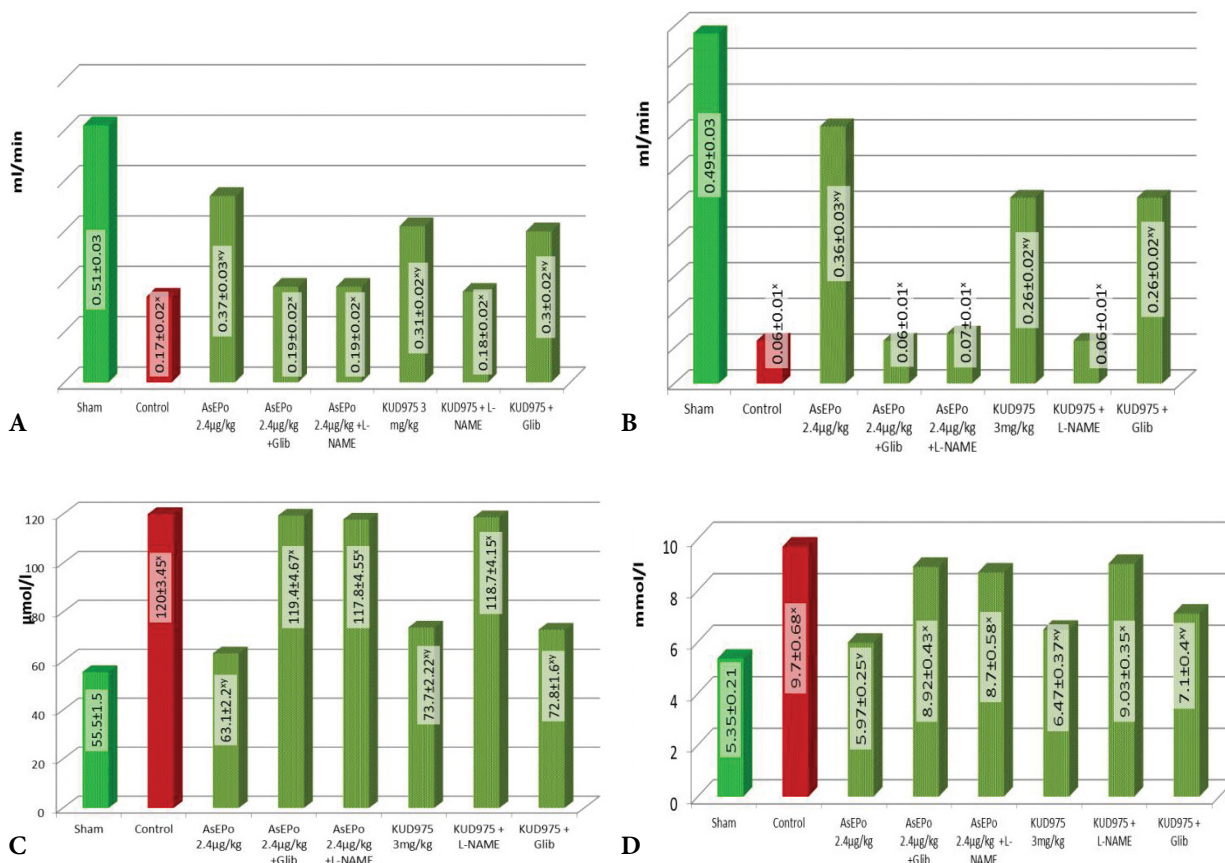 ml/min
0.51±0.03
0.17±0.02ˣ
0.37±0.03ˣʸ
0.19±0.02ˣ
0.19±0.02ˣ
0.31±0.02ˣʸ
0.18±0.02ˣ
0.3±0.02ˣʸ
Sham
Control
AsEPo
2.4µg/kg
AsEPo
2.4µg/kg
+Glib
AsEPo
2.4µg/kg +L-
NAME
KUD975 3
mg/kg
KUD975 + L-
NAME
KUD975 +
Glib
A
ml/min
0.49±0.03
0.06±0.01ˣ
0.36±0.03ˣʸ
0.06±0.01ˣ
0.07±0.01ˣ
0.26±0.02ˣʸ
0.06±0.01ˣ
0.26±0.02ˣʸ
Sham
Control
AsEPo
2.4µg/kg
AsEPo
2.4µg/kg
+Glib
AsEPo
2.4µg/kg
+L-NAME
KUD975
3mg/kg
KUD975 +
L-NAME
KUD975 +
Glib
B
µmol/l
120
100
80
60
40
20
0
55.5±1.5
120±3.45ˣ
63.1±2.2ˣʸ
119.4±4.67ˣ
117.8±4.55ˣ
73.7±2.22ˣʸ
118.7±4.15ˣ
72.8±1.6ˣʸ
Sham
Control
AsEPo
2.4µg/kg
AsEPo
2.4µg/kg
+Glib
AsEPo
2.4µg/kg
+L-NAME
KUD975
3mg/kg
KUD975 +
L-NAME
KUD975 +
Glib
C
mmol/l
10
8
6
4
2
0
5.35±0.21
9.7±0.68ˣ
5.97±0.25ʸ
8.92±0.43ˣ
8.7±0.58ˣ
6.47±0.37ˣʸ
9.03±0.35ˣ
7.1±0.4ˣʸ
Sham
Control
AsEPo
2.4µg/kg
AsEPo
2.4µg/kg
+Glib
AsEPo
2.4µg/kg +L-
NAME
KUD975
3mg/kg
KUD975 +
L-NAME
KUD975 +
Glib
D